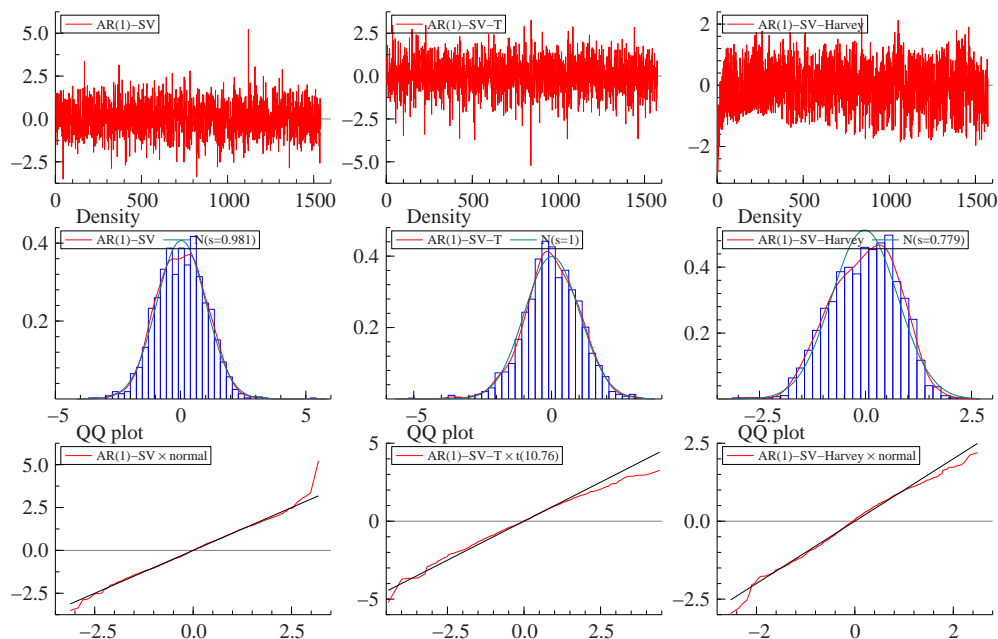 AR(1)−SV
5.0
2.5
0.0
−2.5
0 500 1000 1500
AR(1)−SV−T
2.5
0.0
−2.5
−5.0
0 500 1000 1500
AR(1)−SV−Harvey
2
0
−2
0 500 1000 1500
Density
AR(1)−SV N(s=0.981)
0.4
0.2
−5 0 5
Density
AR(1)−SV−T N(s=1)
0.4
0.2
−5 0
Density
AR(1)−SV−Harvey N(s=0.779)
0.4
0.2
−2.5 0.0 2.5
QQ plot
AR(1)−SV × normal
5.0
2.5
0.0
−2.5
−2.5 0.0 2.5
QQ plot
AR(1)−SV−T × t(10.76)
5
0
−5
−2.5 0.0 2.5
QQ plot
AR(1)−SV−Harvey × normal
2.5
0.0
−2.5
−2 0 2